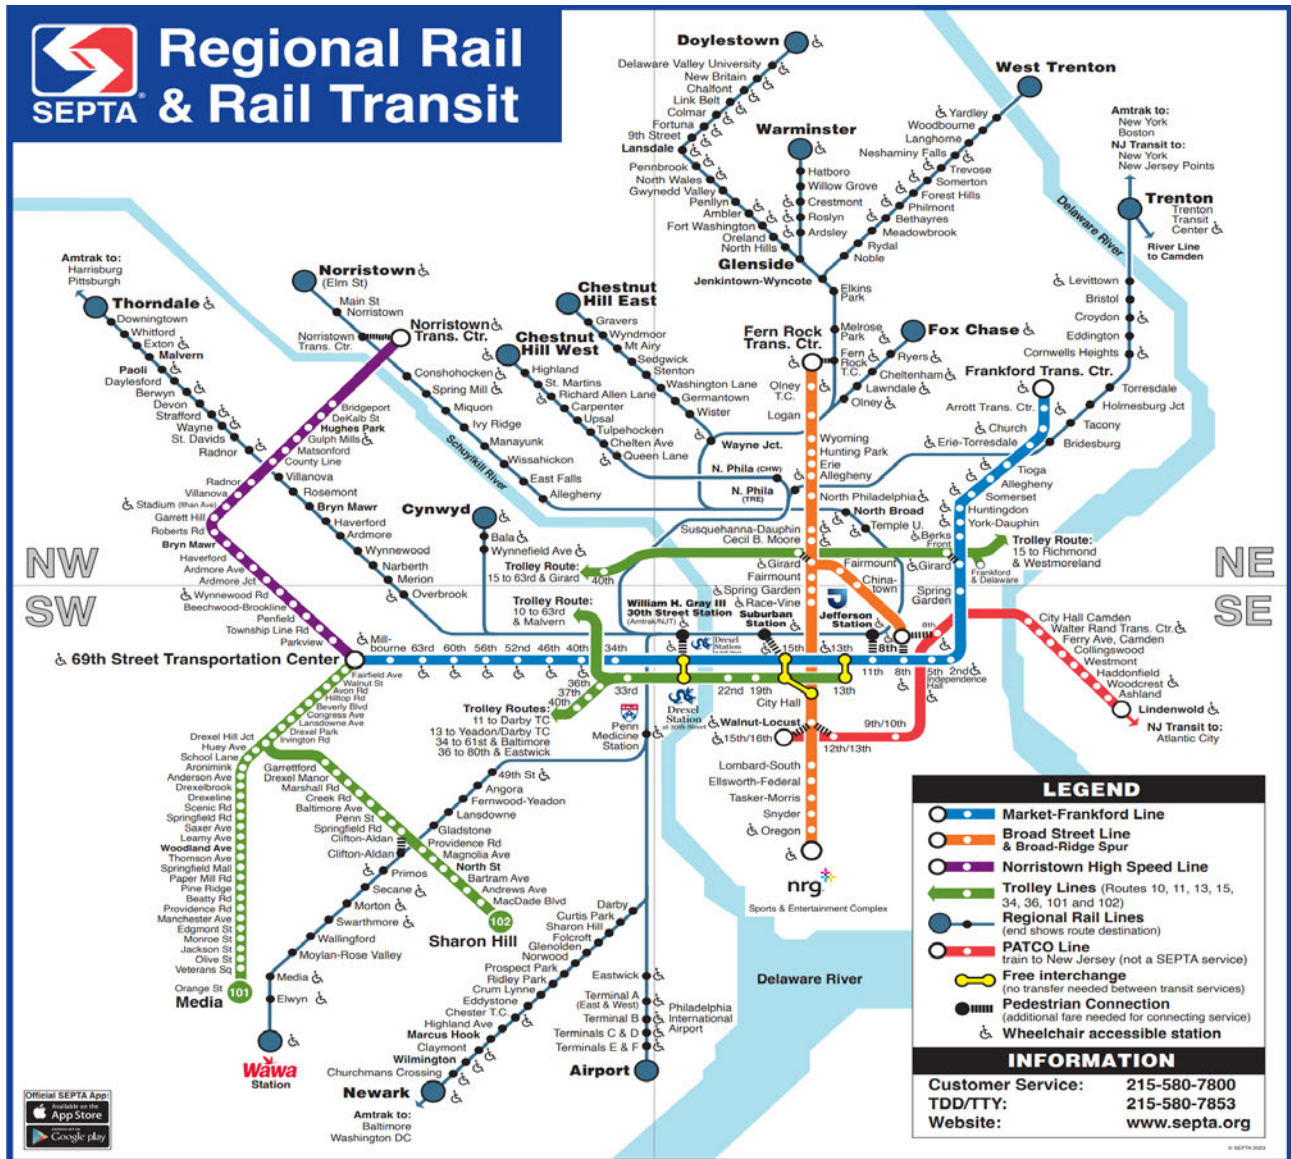 SEPTA
Regional Rail
& Rail Transit
Doylestown
Delaware Valley University
New Britain
Chalfont
Link Belt
Colmar
Fortuna
9th Street
Lansdale
Pennbrook
North Wales
Gwynedd Valley
Penllyn
Ambler
Fort Washington
Oreland
North Hills
Glenside
Jenkintown-Wyncote
Warminster
Hatboro
Willow Grove
Crestmont
Roslyn
Ardsley
West Trenton
Yardley
Woodbourne
Langhorne
Neshaminy Falls
Trevose
Somerton
Forest Hills
Philmont
Bethayres
Meadowbrook
Rydal
Noble
Elkins
Park
Melrose
Park
Fern
Rock
T.C.
Amtrak to:
New York
Boston
NJ Transit to:
New York
New Jersey Points
Trenton
Trenton
Transit
Center
River Line
to Camden
Delaware River
Levittown
Bristol
Croydon
Eddington
Cornwells Heights
Torresdale
Holmesburg Jct
Tacony
Bridesburg
Amtrak to:
Harrisburg
Pittsburgh
Thorndale
Downingtown
Whitford
Exton
Malvern
Paoli
Daylesford
Berwyn
Devon
Strafford
Wayne
St. Davids
Radnor
Villanova
Rosemont
Bryn Mawr
Haverford
Ardmore
Wynnewood
Narberth
Merion
Overbrook
Norristown
(Elm St)
Main St
Norristown
Norristown
Trans. Ctr.
Norristown
Trans. Ctr.
Conshohocken
Spring Mill
Miquon
Ivy Ridge
Manayunk
Wissahickon
East Falls
Allegheny
Schuylkill River
Bridgeport
DeKalb St
Hughes Park
Gulph Mills
Matsonford
County Line
Radnor
Villanova
Stadium (Ithan Ave)
Garrett Hill
Roberts Rd
Bryn Mawr
Haverford
Ardmore Ave
Ardmore Jct
Wynnewood Rd
Beechwood-Brookline
Penfield
Township Line Rd
Parkview
Chestnut
Hill East
Gravers
Wyndmoor
Mt Airy
Sedgwick
Stenton
Washington Lane
Germantown
Wister
Wayne Jct.
Chestnut
Hill West
Highland
St. Martins
Richard Allen Lane
Carpenter
Upsal
Tulpehocken
Chelten Ave
Queen Lane
N. Phila (CHW)
N. Phila
(TRE)
Fern Rock
Trans. Ctr.
Olney
T.C.
Logan
Wyoming
Hunting Park
Erie
Allegheny
North Philadelphia
North Broad
Temple U.
Susquehanna-Dauphin
Cecil B. Moore
Girard
Fairmount
Spring Garden
Race-Vine
Fairmount
China-
town
Fox Chase
Ryers
Cheltenham
Lawndale
Olney
Frankford Trans. Ctr.
Arrott Trans. Ctr.
Church
Erie-Torresdale
Tioga
Allegheny
Somerset
Huntingdon
York-Dauphin
Berks
Front
Girard
Spring
Garden
Trolley Route:
15 to Richmond
& Westmoreland
Frankford
& Delaware
Cynwyd
Bala
Wynnefield Ave
Trolley Route:
15 to 63rd & Girard
40th
Trolley Route:
10 to 63rd
& Malvern
NW
SW
NE
SE
William H. Gray III
30th Street Station
(Amtrak/NJT)
Drexel
Station
at 30th Street
Suburban
Station
Jefferson
Station
8th
8th
City Hall Camden
Walter Rand Trans. Ctr.
Ferry Ave, Camden
Collingswood
Westmont
Haddonfield
Woodcrest
Ashland
Lindenwold
NJ Transit to:
Atlantic City
69th Street Transportation Center
Mill-
bourne
63rd
60th
56th
52nd
46th
40th
34th
15th
13th
11th
8th
5th
Independence
Hall
2nd
36th
37th
40th
33rd
22nd
19th
City Hall
13th
Drexel
Station
at 30th Street
Penn
Medicine
Station
Walnut-Locust
15th/16th
12th/13th
9th/10th
Lombard-South
Ellsworth-Federal
Tasker-Morris
Snyder
Oregon
nrg
Sports & Entertainment Complex
Trolley Routes:
11 to Darby TC
13 to Yeadon/Darby TC
34 to 61st & Baltimore
36 to 80th & Eastwick
Fairfield Ave
Walnut St
Avon Rd
Hilltop Rd
Beverly Blvd
Congress Ave
Lansdowne Ave
Drexel Park
Irvington Rd
Drexel Hill Jct
Huey Ave
School Lane
Aronimink
Anderson Ave
Drexelbrook
Drexeline
Scenic Rd
Springfield Rd
Saxer Ave
Leamy Ave
Woodland Ave
Thomson Ave
Springfield Mall
Paper Mill Rd
Pine Ridge
Beatty Rd
Providence Rd
Manchester Ave
Edgmont St
Monroe St
Jackson St
Olive St
Veterans Sq
Orange St
Media
101
Garrettford
Drexel Manor
Marshall Rd
Creek Rd
Baltimore Ave
Penn St
Springfield Rd
Clifton-Aldan
Providence Rd
Magnolia Ave
North St
Bartram Ave
Andrews Ave
MacDade Blvd
102
Sharon Hill
49th St
Angora
Fernwood-Yeadon
Lansdowne
Gladstone
Clifton-Aldan
Primos
Secane
Morton
Swarthmore
Wallingford
Moylan-Rose Valley
Media
Elwyn
Wawa
Station
Darby
Curtis Park
Sharon Hill
Folcroft
Glenolden
Norwood
Prospect Park
Ridley Park
Crum Lynne
Eddystone
Chester T.C.
Highland Ave
Marcus Hook
Claymont
Wilmington
Churchmans Crossing
Newark
Amtrak to:
Baltimore
Washington DC
Eastwick
Terminal A
(East & West)
Terminal B
Terminals C & D
Terminals E & F
Philadelphia
International
Airport
Airport
Delaware River
LEGEND
Market-Frankford Line
Broad Street Line
& Broad-Ridge Spur
Norristown High Speed Line
Trolley Lines (Routes 10, 11, 13, 15,
34, 36, 101 and 102)
Regional Rail Lines
(end shows route destination)
PATCO Line
train to New Jersey (not a SEPTA service)
Free interchange
(no transfer needed between transit services)
Pedestrian Connection
(additional fare needed for connecting service)
Wheelchair accessible station
INFORMATION
Customer Service: 215-580-7800
TDD/TTY: 215-580-7853
Website: www.septa.org
Official SEPTA App:
Available on the
App Store
Google play
© SEPTA 2023